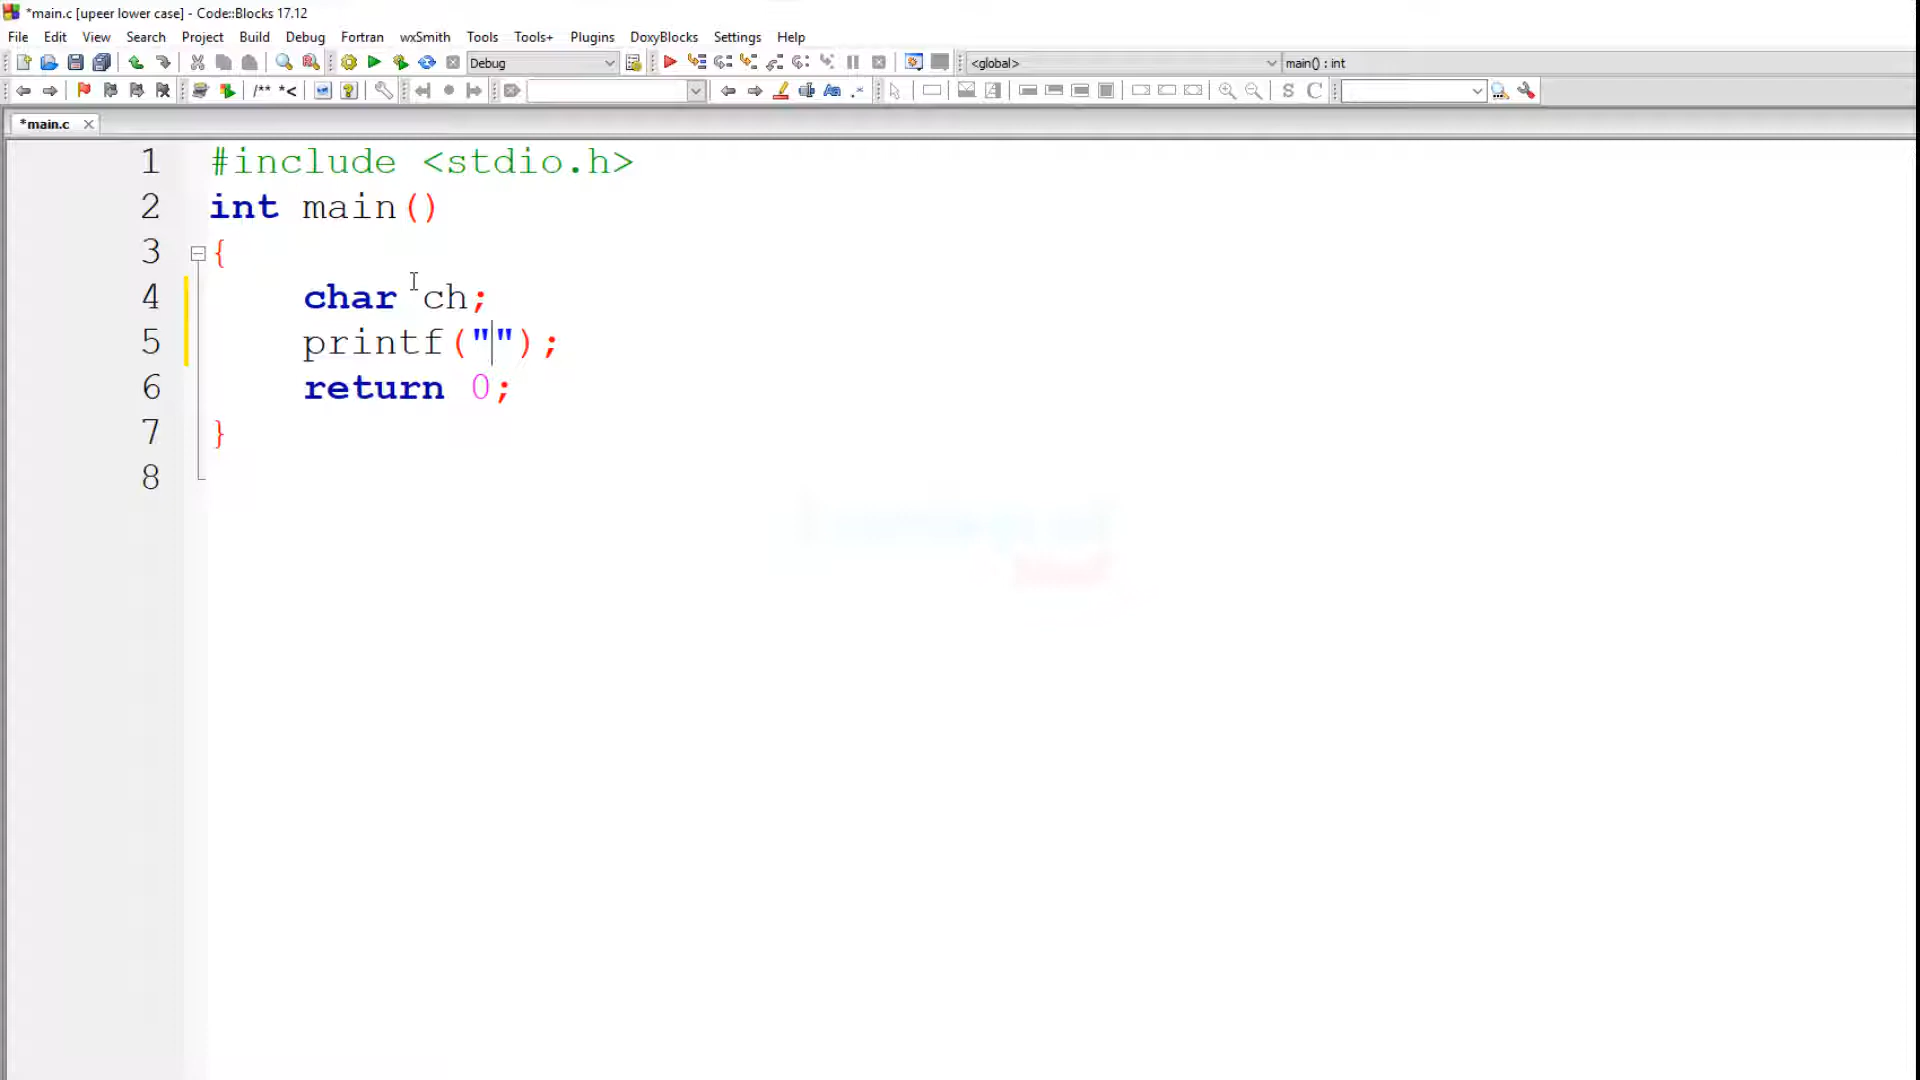 *main.c [upeer lower case] - Code::Blocks 17.12
File Edit View Search Project Build Debug Fortran wxSmith Tools Tools+ Plugins DoxyBlocks Settings Help
Debug <global> main() : int
/** *< S C
*main.c
1 #include <stdio.h>
2 int main()
3 {
4 char ch;
5 printf("");
6 return 0;
7 }
8